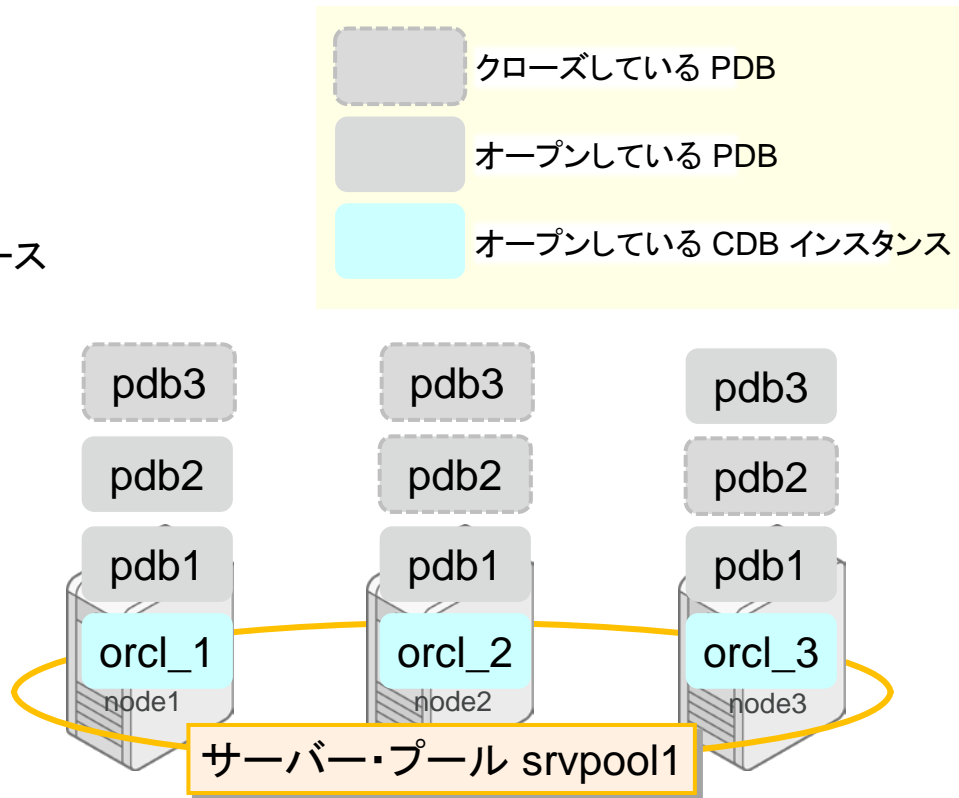 クローズしている PDB
オープンしている PDB
オープンしている CDB インスタンス
ース
pdb3 pdb3 pdb3
pdb2 pdb2 pdb2
pdb1 pdb1 pdb1
orcl_1 orcl_2 orcl_3
node1 node2 node3
サーバー・プール srvpool1